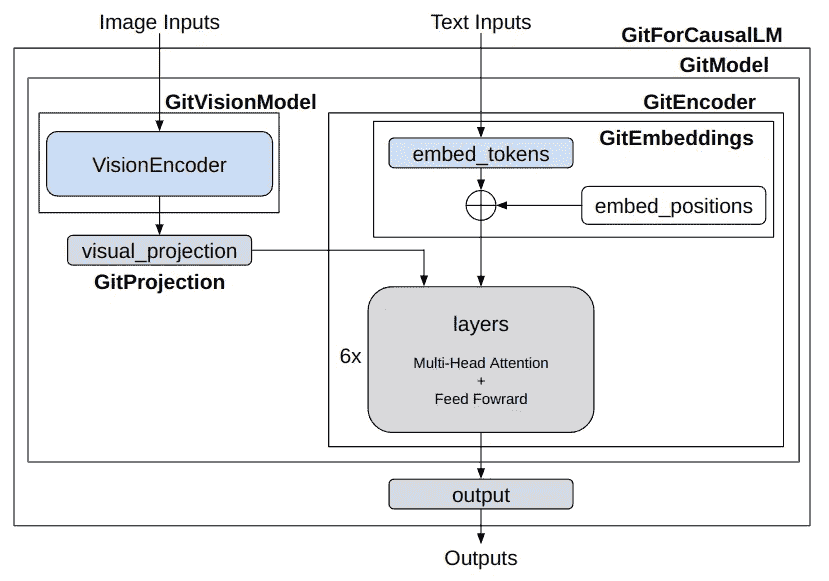 Image Inputs
Text Inputs
GitForCausalLM
GitModel
GitVisionModel
GitEncoder
VisionEncoder
embed_tokens
GitEmbeddings
embed_positions
visual_projection
GitProjection
layers
6x
Multi-Head Attention
+
Feed Fowrard
output
Outputs